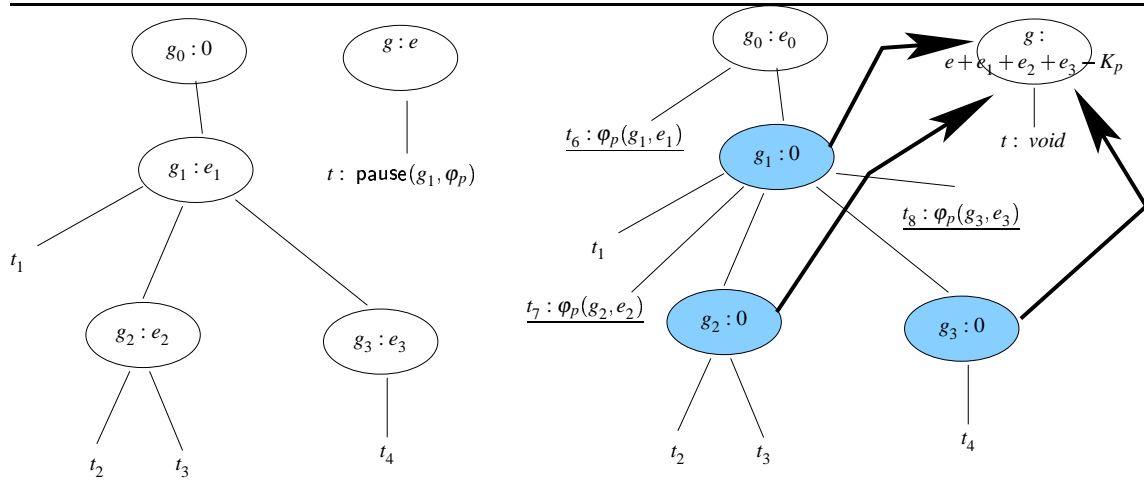 g₀ : 0
g : e
g₁ : e₁
t : pause(g₁, φₚ)
t₁
g₂ : e₂
g₃ : e₃
t₂
t₃
t₄
g₀ : e₀
g :
e + e₁ + e₂ + e₃ − Kₚ
t₆ : φₚ(g₁, e₁)
t : void
g₁ : 0
t₈ : φₚ(g₃, e₃)
t₁
t₇ : φₚ(g₂, e₂)
g₂ : 0
g₃ : 0
t₂
t₃
t₄